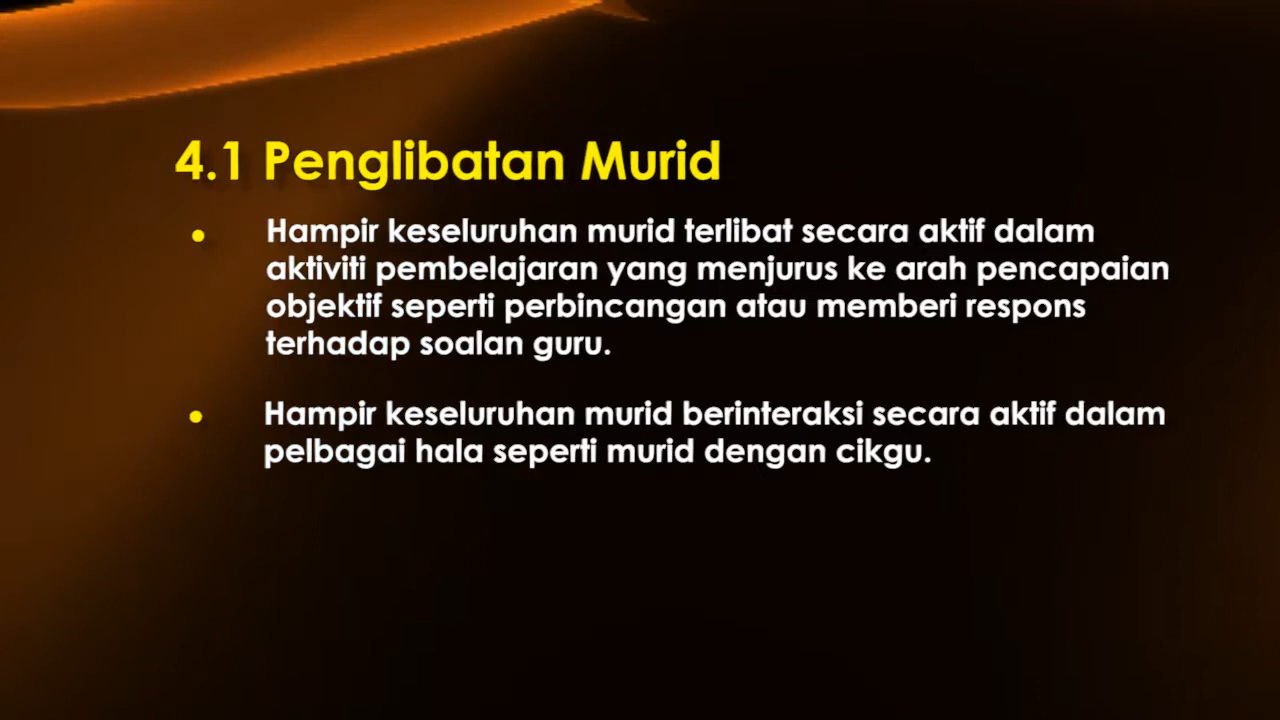 4.1 Penglibatan Murid
• Hampir keseluruhan murid terlibat secara aktif dalam
aktiviti pembelajaran yang menjurus ke arah pencapaian
objektif seperti perbincangan atau memberi respons
terhadap soalan guru.
• Hampir keseluruhan murid berinteraksi secara aktif dalam
pelbagai hala seperti murid dengan cikgu.